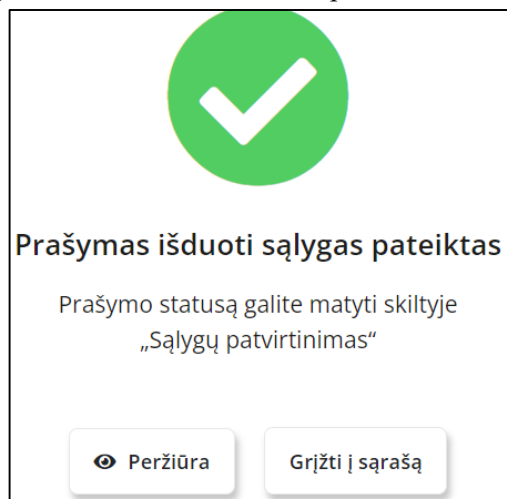 Prašymas išduoti sąlygas pateiktas
Prašymo statusą galite matyti skiltyje
„Sąlygų patvirtinimas“
Peržiūra
Grįžti į sąrašą